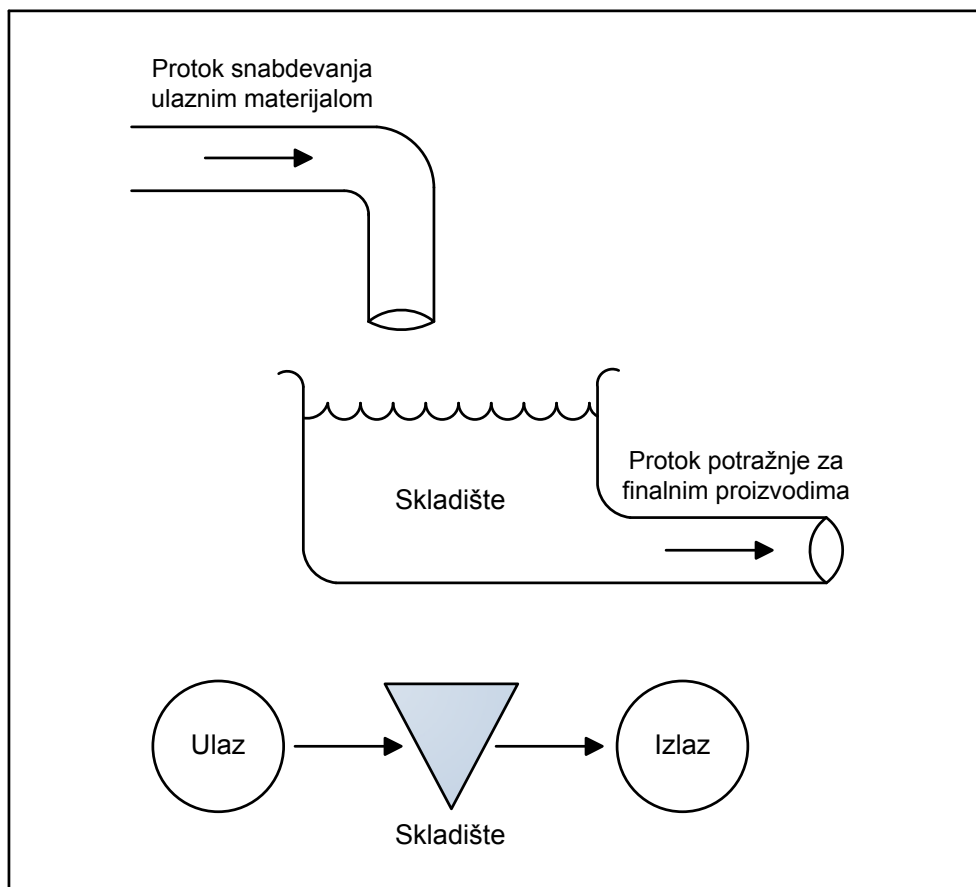 Protok snabdevanja
ulaznim materijalom
Protok potražnje za
finalnim proizvodima
Skladište
Ulaz
Izlaz
Skladište